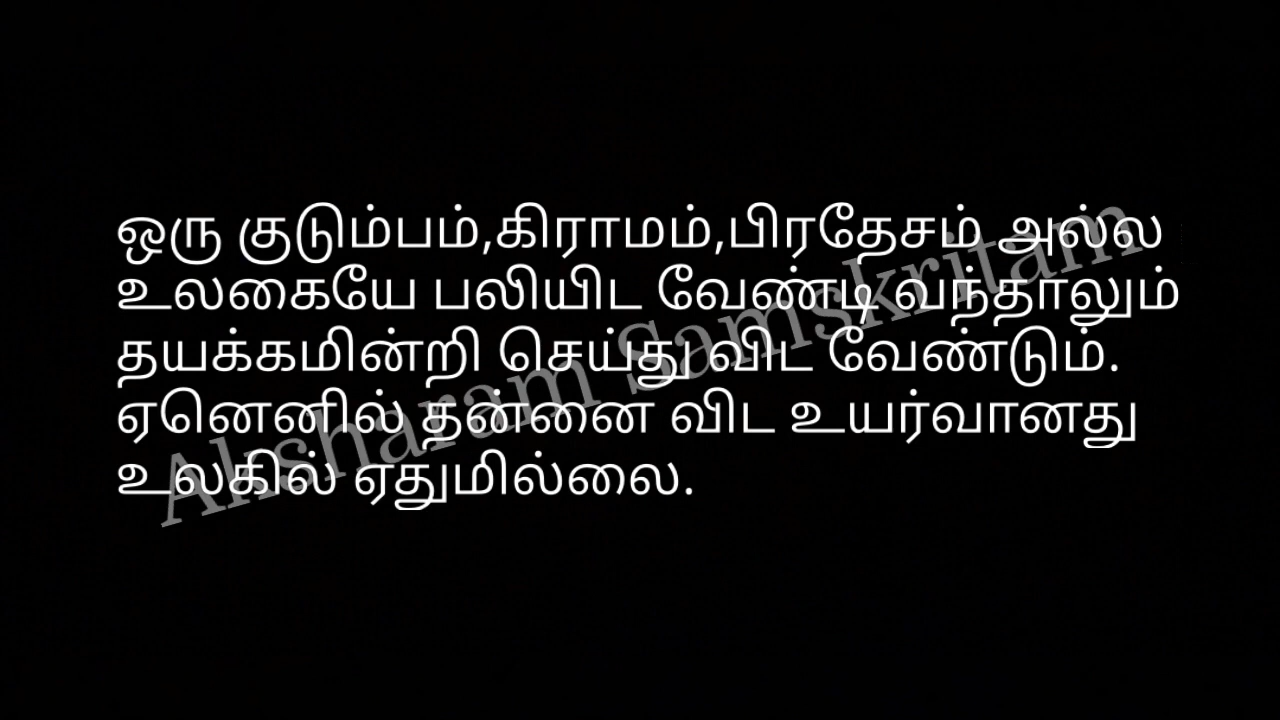 ஒரு குடும்பம்,கிராமம்,பிரதேசம் அல்ல
உலகையே பலியிட வேண்டி வந்தாலும்
தயக்கமின்றி செய்து விட வேண்டும்.
ஏனெனில் தன்னை விட உயர்வானது
உலகில் ஏதுமில்லை.
Aksharam Samskritam